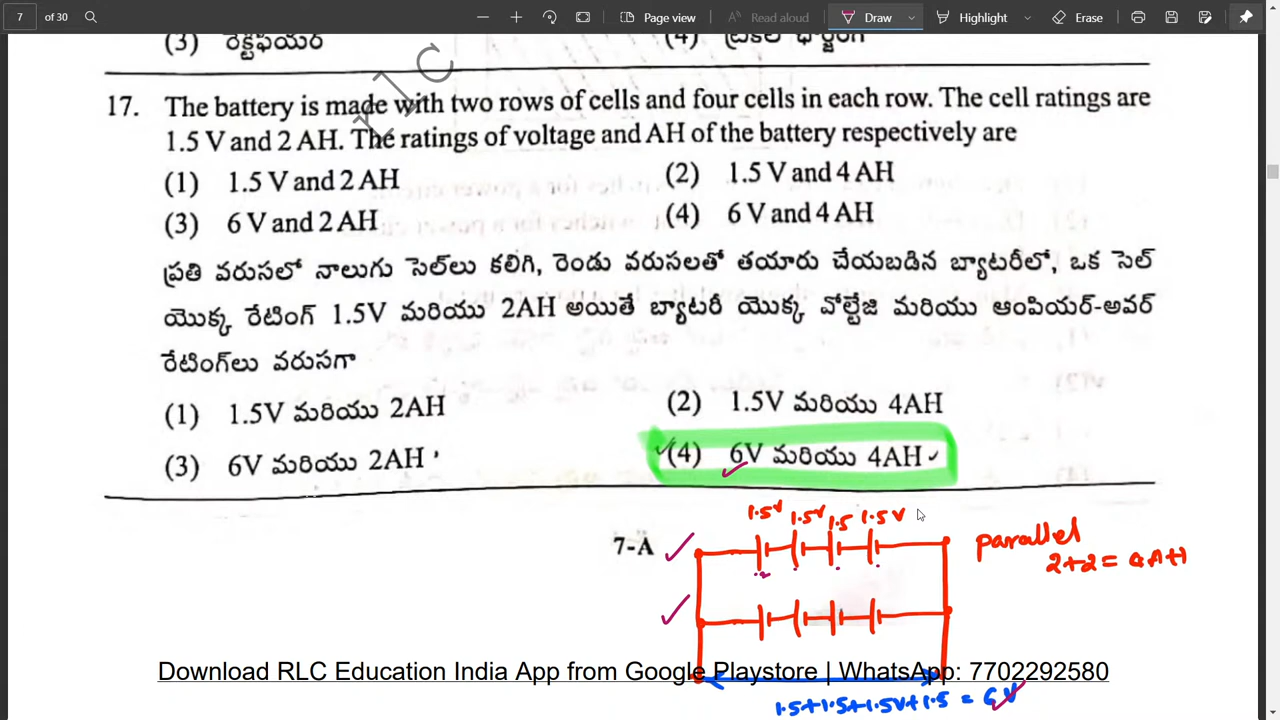 7 of 30 Page view Read aloud Draw Highlight Erase
(3) రెక్టిఫయర్ (4) ట్రికిల్ ఛార్జింగ్
RLC
17. The battery is made with two rows of cells and four cells in each row. The cell ratings are
1.5 V and 2 AH. The ratings of voltage and AH of the battery respectively are
(1) 1.5 V and 2 AH (2) 1.5 V and 4 AH
(3) 6 V and 2 AH (4) 6 V and 4 AH
ప్రతి వరుసలో నాలుగు సెల్‌లు కలిగి, రెండు వరుసలతో తయారు చేయబడిన బ్యాటరీలో, ఒక సెల్
యొక్క రేటింగ్ 1.5V మరియు 2AH అయితే బ్యాటరీ యొక్క వోల్టేజి మరియు ఆంపియర్-అవర్
రేటింగ్‌లు వరుసగా
(1) 1.5V మరియు 2AH (2) 1.5V మరియు 4AH
(3) 6V మరియు 2AH (4) 6V మరియు 4AH
1.5V 1.5V 1.5 1.5V
7-A
parallel
2+2 = 4AH
Download RLC Education India App from Google Playstore | WhatsApp: 7702292580
1.5+1.5+1.5V+1.5 = 6V